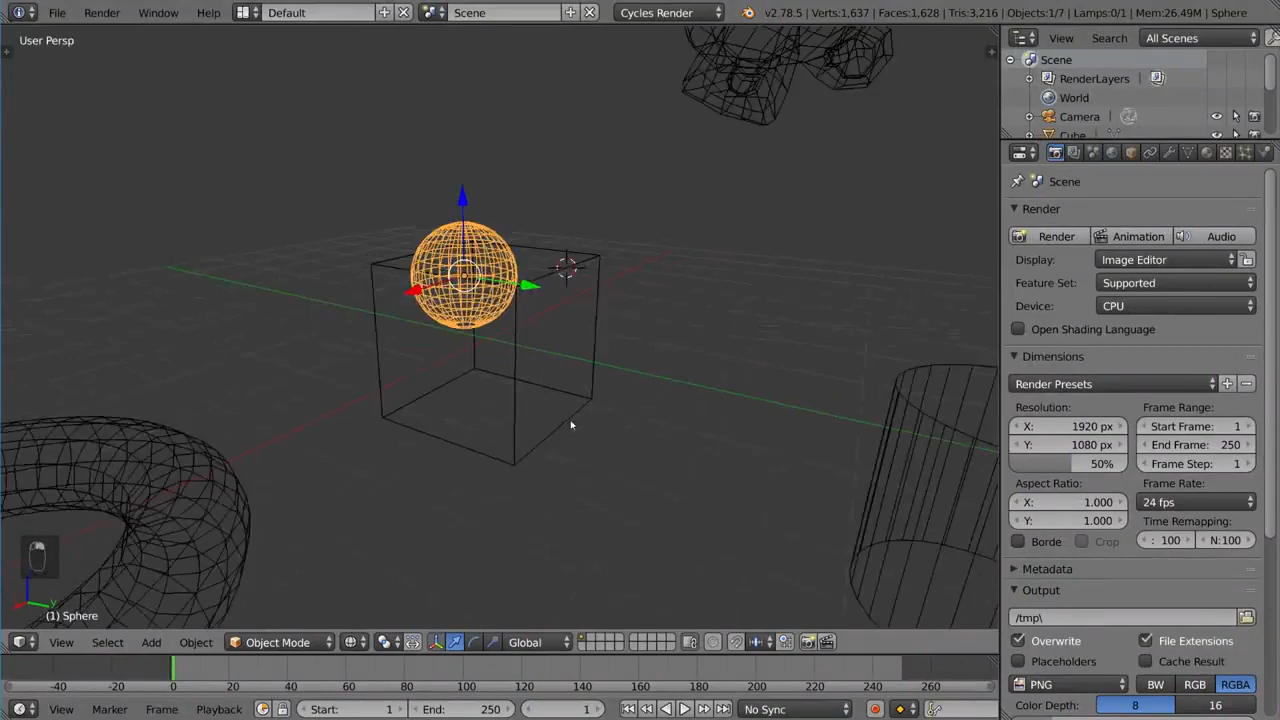 File Render Window Help Default Scene Cycles Render v2.78.5 | Verts:1,637 | Faces:1,628 | Tris:3,216 | Objects:1/7 | Lamps:0/1 | Mem:26.49M | Sphere
User Persp
View Search All Scenes
Scene
RenderLayers
World
Camera
Cube
Scene
Render
Render Animation Audio
Display: Image Editor
Feature Set: Supported
Device: CPU
Open Shading Language
Dimensions
Render Presets
Resolution: Frame Range:
X: 1920 px Start Frame: 1
Y: 1080 px End Frame: 250
50% Frame Step: 1
Aspect Ratio: Frame Rate:
X: 1.000 24 fps
Y: 1.000 Time Remapping:
Borde Crop : 100 N:100
Metadata
Output
/tmp\
Overwrite File Extensions
Placeholders Cache Result
PNG BW RGB RGBA
Color Depth: 8 16
y
(1) Sphere
View Select Add Object Object Mode Global
-40 -20 0 20 40 60 80 100 120 140 160 180 200 220 240 260
View Marker Frame Playback Start: 1 End: 250 1 No Sync